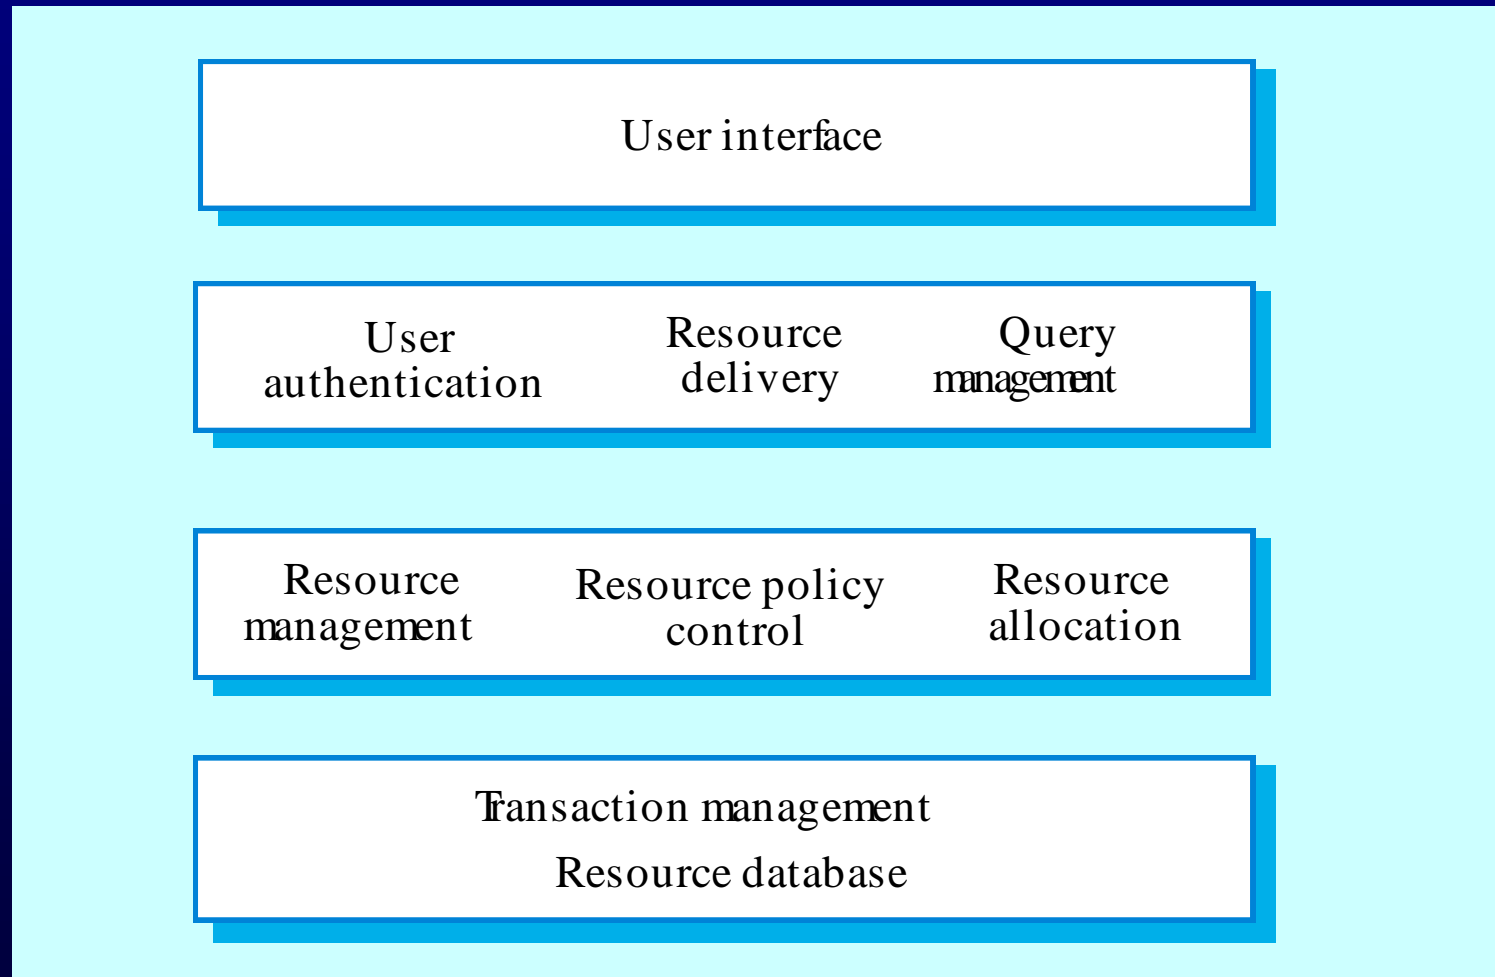 User interface
User
authentication
Resource
delivery
Query
management
Resource
management
Resource policy
control
Resource
allocation
Transaction management
Resource database